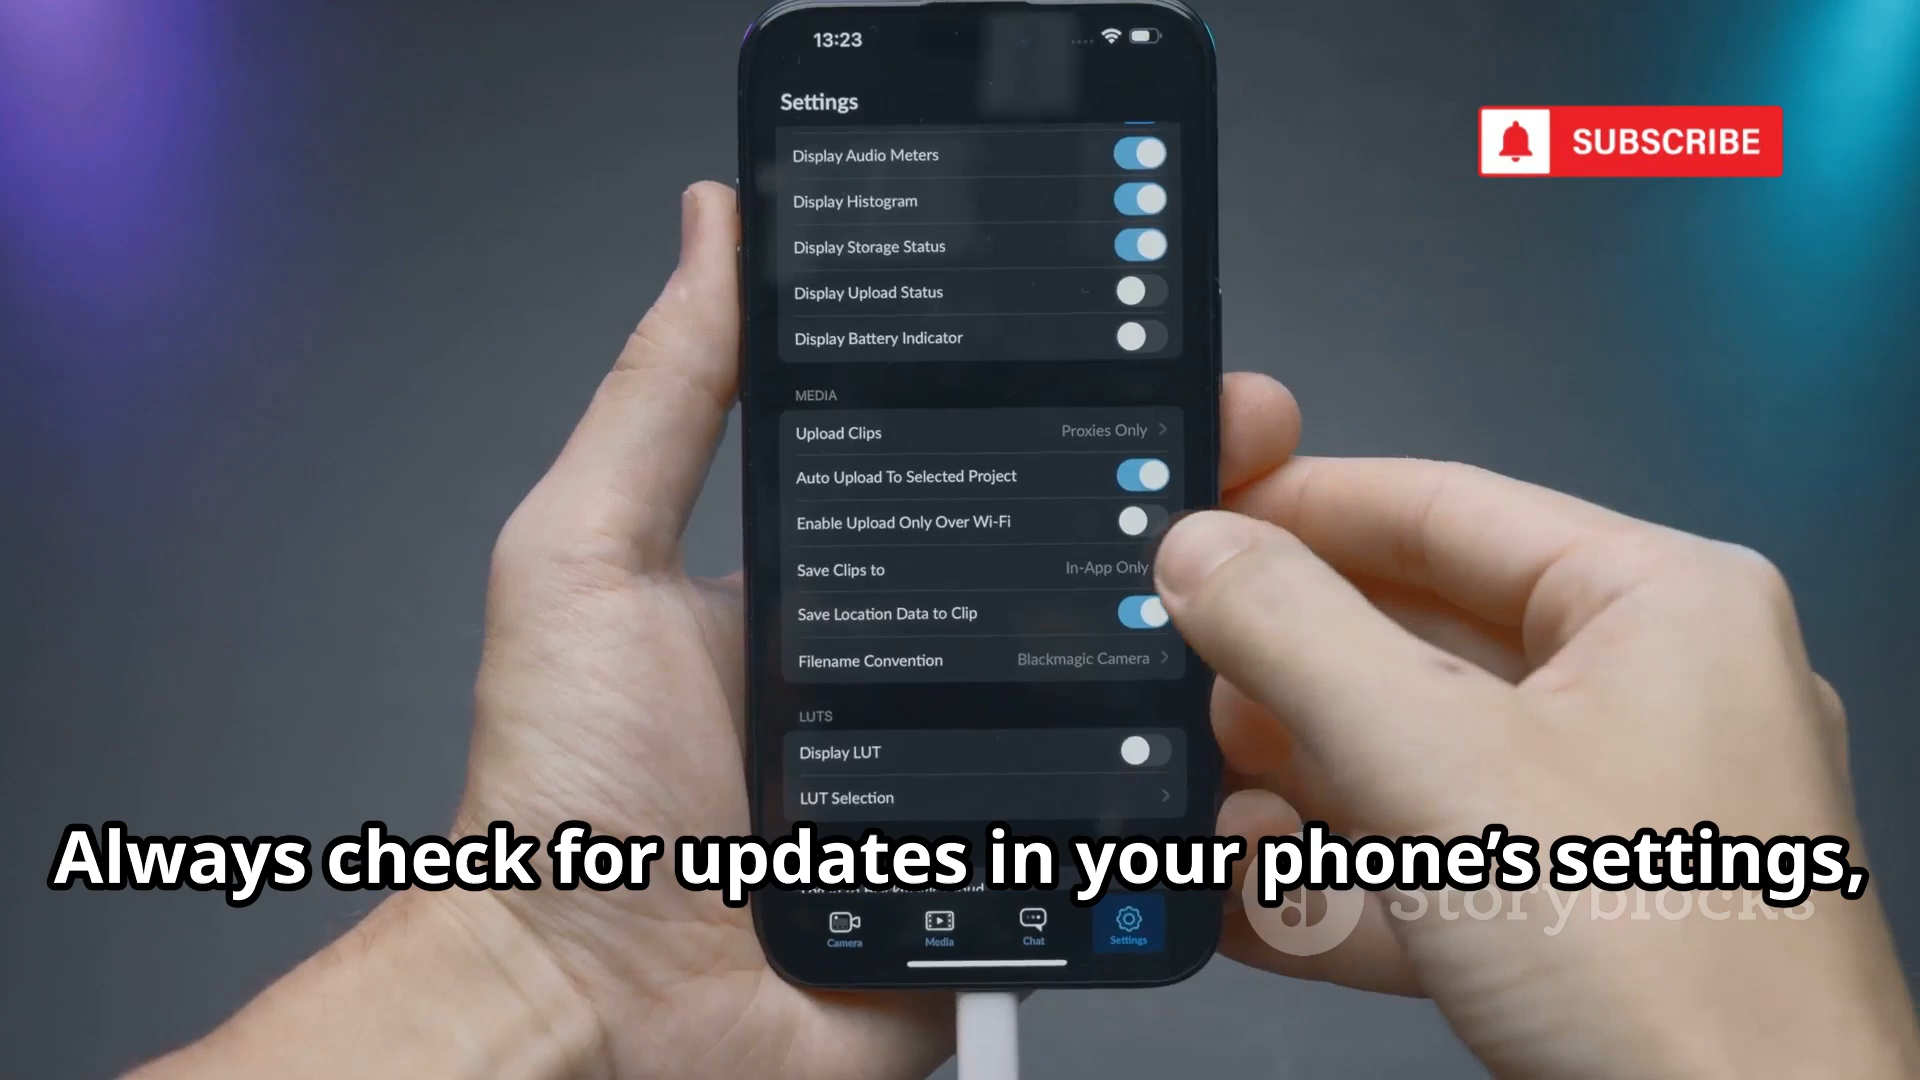 13:23
Settings
SUBSCRIBE
Display Audio Meters
Display Histogram
Display Storage Status
Display Upload Status
Display Battery Indicator
MEDIA
Upload Clips Proxies Only
Auto Upload To Selected Project
Enable Upload Only Over Wi-Fi
Save Clips to In-App Only
Save Location Data to Clip
Filename Convention Blackmagic Camera
LUTS
Display LUT
LUT Selection
Always check for updates in your phone’s settings,
Storyblocks
Camera Media Chat Settings